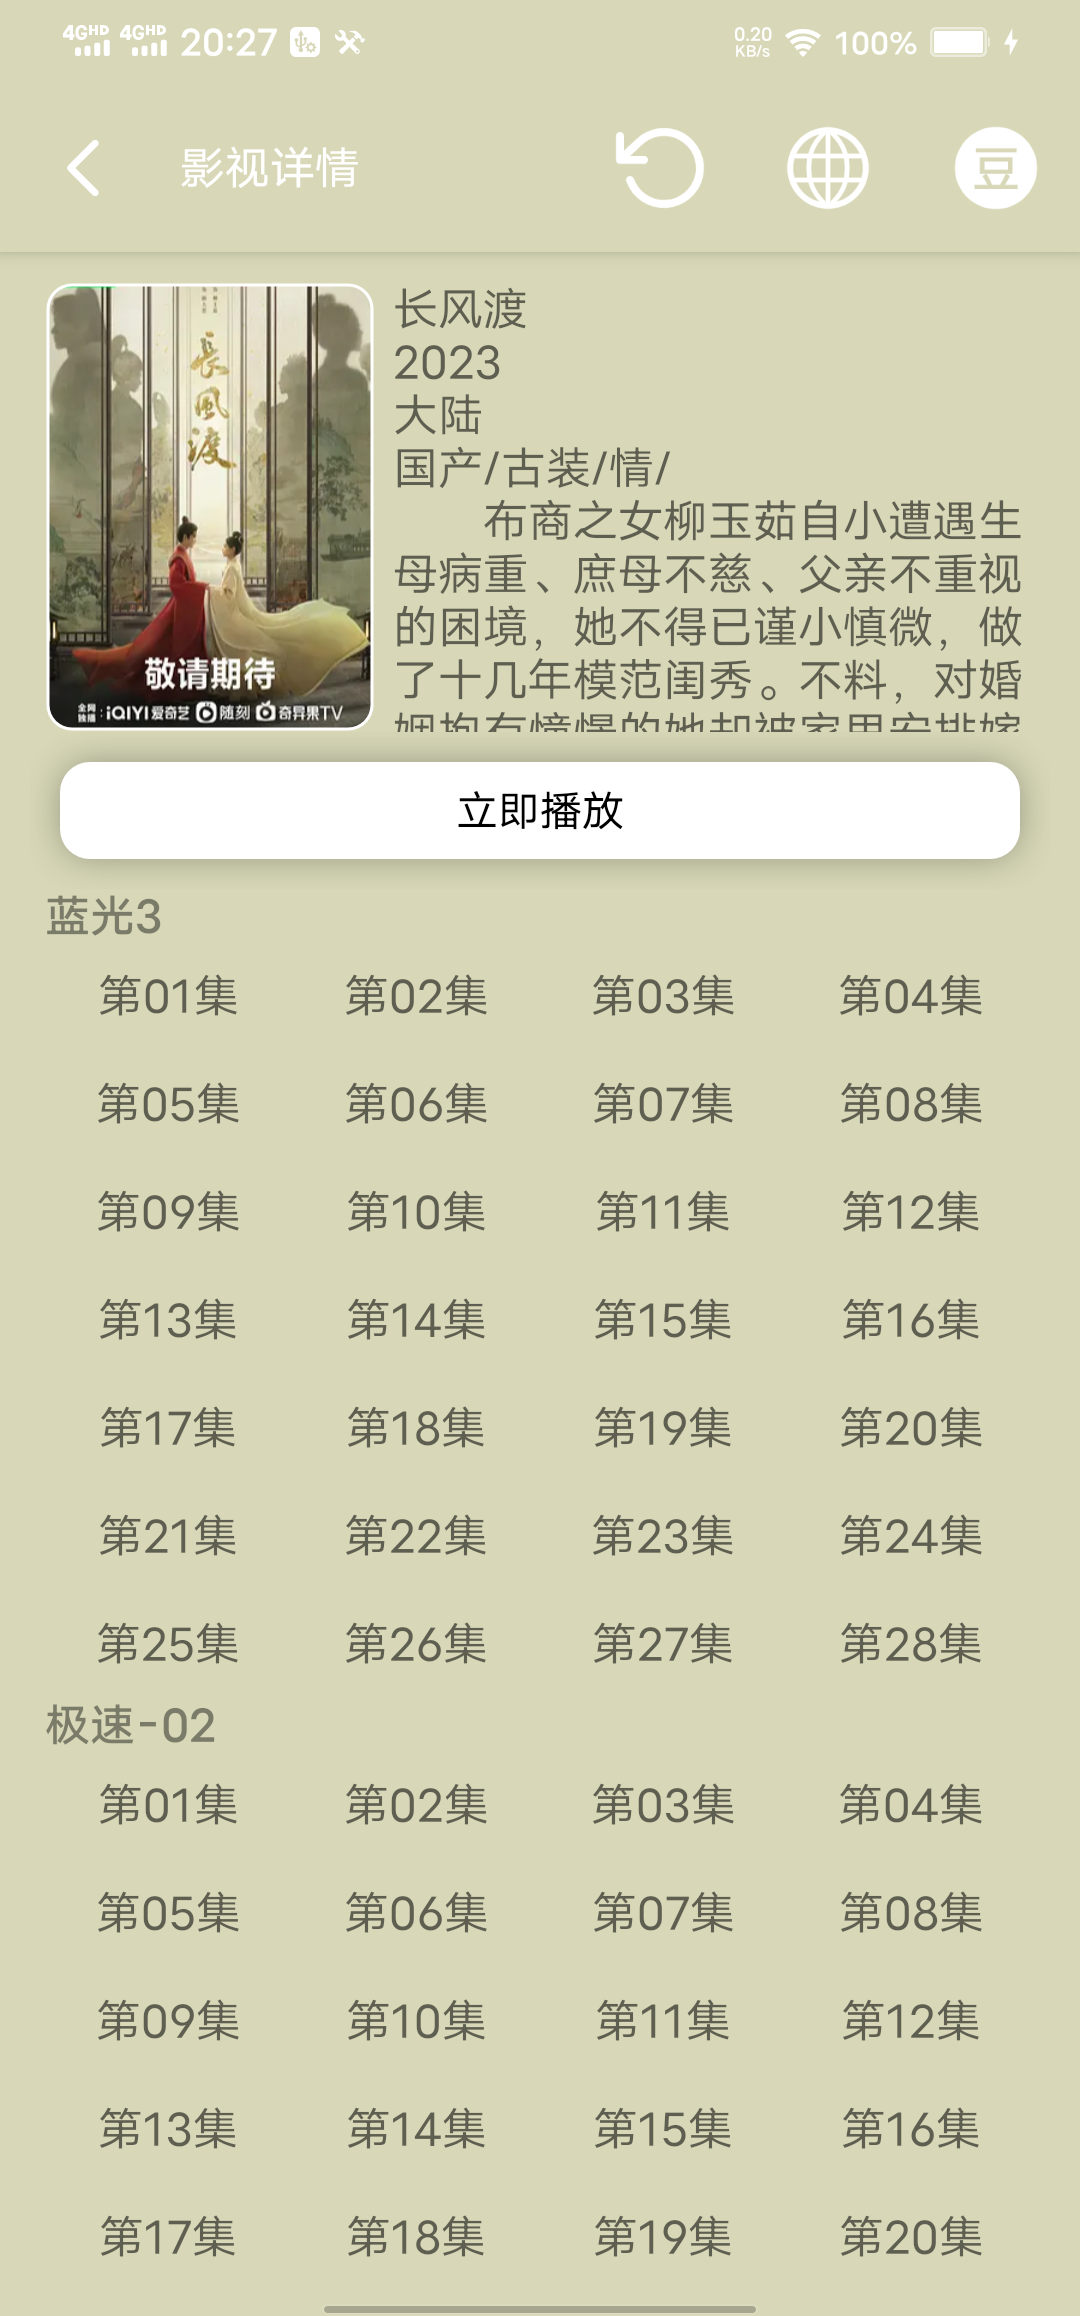 4GHD 4GHD 20:27 0.20 KB/s 100%
影视详情 豆
長風渡
敬请期待
全网独播:iQIYI爱奇艺 随刻 奇异果TV
长风渡
2023
大陆
国产/古装/情/
布商之女柳玉茹自小遭遇生
母病重、庶母不慈、父亲不重视
的困境，她不得已谨小慎微，做
了十几年模范闺秀。不料，对婚
姻抱有憧憬的她却被家里安排嫁
立即播放
蓝光3
第01集 第02集 第03集 第04集
第05集 第06集 第07集 第08集
第09集 第10集 第11集 第12集
第13集 第14集 第15集 第16集
第17集 第18集 第19集 第20集
第21集 第22集 第23集 第24集
第25集 第26集 第27集 第28集
极速-02
第01集 第02集 第03集 第04集
第05集 第06集 第07集 第08集
第09集 第10集 第11集 第12集
第13集 第14集 第15集 第16集
第17集 第18集 第19集 第20集